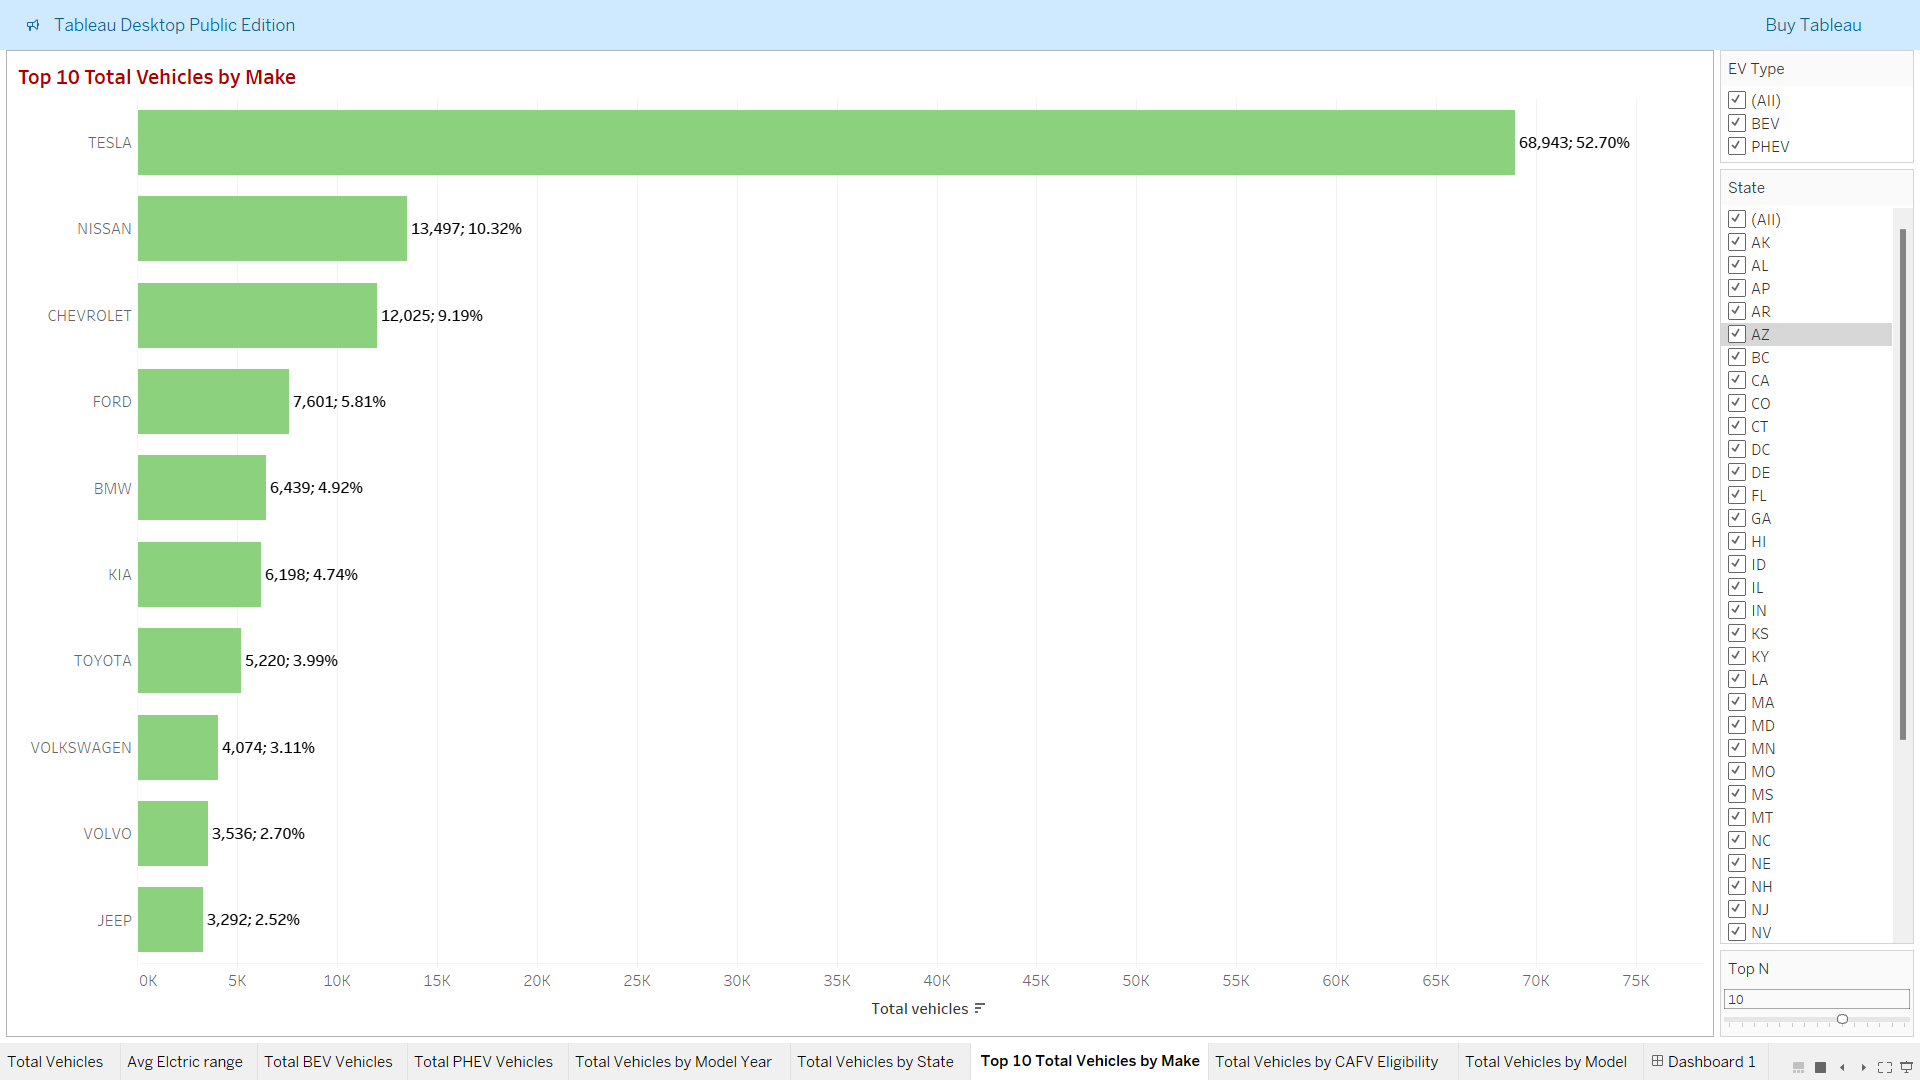 Tableau Desktop Public Edition
Buy Tableau
Top 10 Total Vehicles by Make
TESLA
68,943; 52.70%
NISSAN
13,497; 10.32%
CHEVROLET
12,025; 9.19%
FORD
7,601; 5.81%
BMW
6,439; 4.92%
KIA
6,198; 4.74%
TOYOTA
5,220; 3.99%
VOLKSWAGEN
4,074; 3.11%
VOLVO
3,536; 2.70%
JEEP
3,292; 2.52%
0K 5K 10K 15K 20K 25K 30K 35K 40K 45K 50K 55K 60K 65K 70K 75K
Total vehicles
EV Type
(All)
BEV
PHEV
State
(All)
AK
AL
AP
AR
AZ
BC
CA
CO
CT
DC
DE
FL
GA
HI
ID
IL
IN
KS
KY
LA
MA
MD
MN
MO
MS
MT
NC
NE
NH
NJ
NV
Top N
10
Total Vehicles Avg Elctric range Total BEV Vehicles Total PHEV Vehicles Total Vehicles by Model Year Total Vehicles by State Top 10 Total Vehicles by Make Total Vehicles by CAFV Eligibility Total Vehicles by Model Dashboard 1